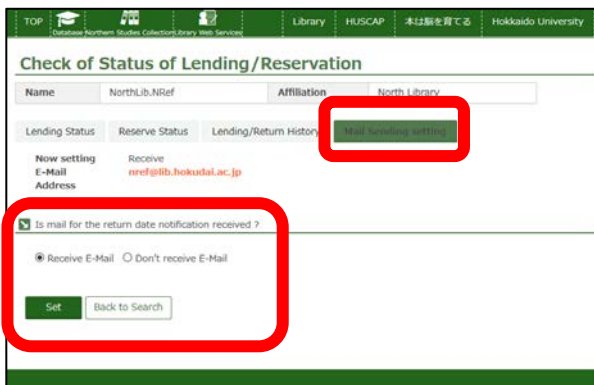 TOP Database Northern Studies Collection Library Web Services Library HUSCAP 本は脳を育てる Hokkaido University
Check of Status of Lending/Reservation
Name NorthLib.NRef Affiliation North Library
Lending Status Reserve Status Lending/Return History Mail Sending setting
Now setting Receive
E-Mail nref@lib.hokudai.ac.jp
Address
Is mail for the return date notification received ?
Receive E-Mail Don't receive E-Mail
Set Back to Search